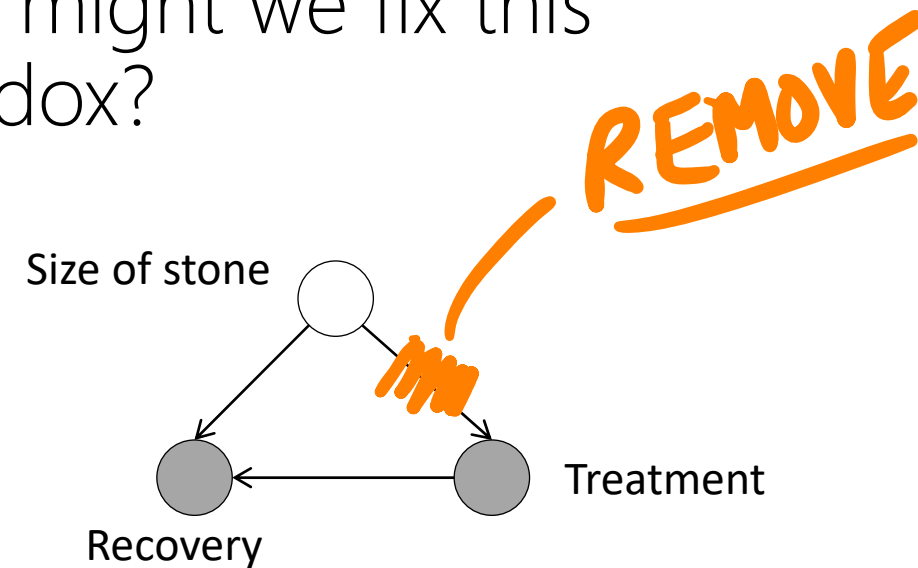 might we fix this
dox?
REMOVE
Size of stone
Treatment
Recovery